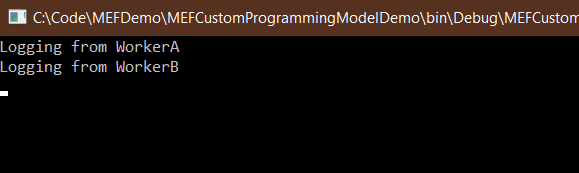 C:\Code\MEFDemo\MEFCustomProgrammingModelDemo\bin\Debug\MEFCustom
Logging from WorkerA
Logging from WorkerB